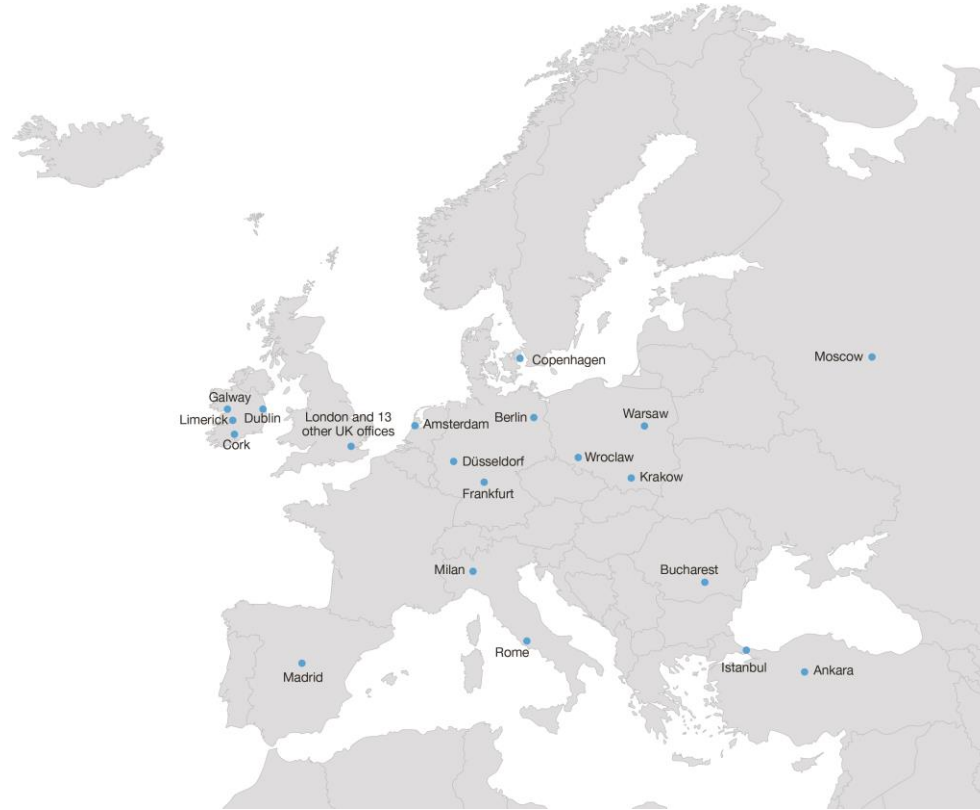 Copenhagen
Moscow
Galway
Limerick
Dublin
Cork
London and 13
other UK offices
Amsterdam
Berlin
Warsaw
Düsseldorf
Wroclaw
Krakow
Frankfurt
Milan
Bucharest
Rome
Madrid
Istanbul
Ankara